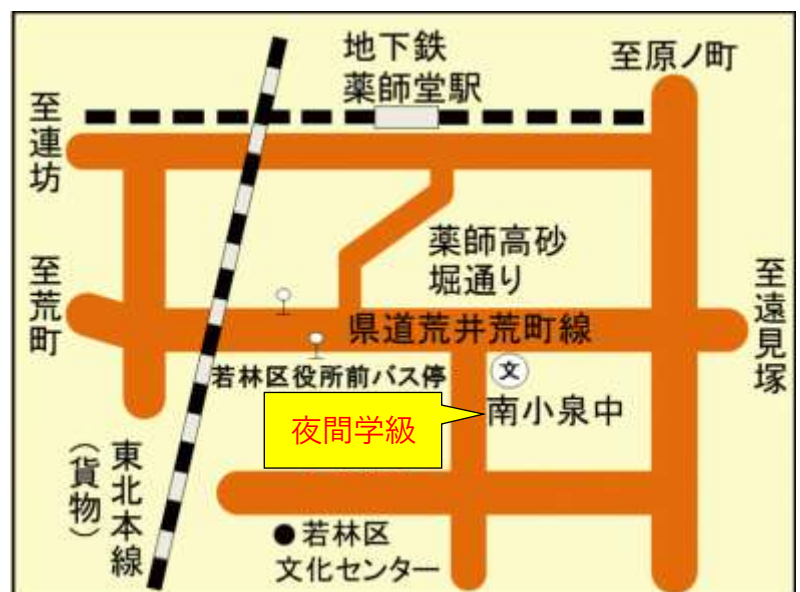 地下鉄
薬師堂駅
至原ノ町
至連坊
薬師高砂
堀通り
至荒町
至遠見塚
県道荒井荒町線
若林区役所前バス停
文
南小泉中
夜間学級
東北本線
（貨物）
●若林区
文化センター